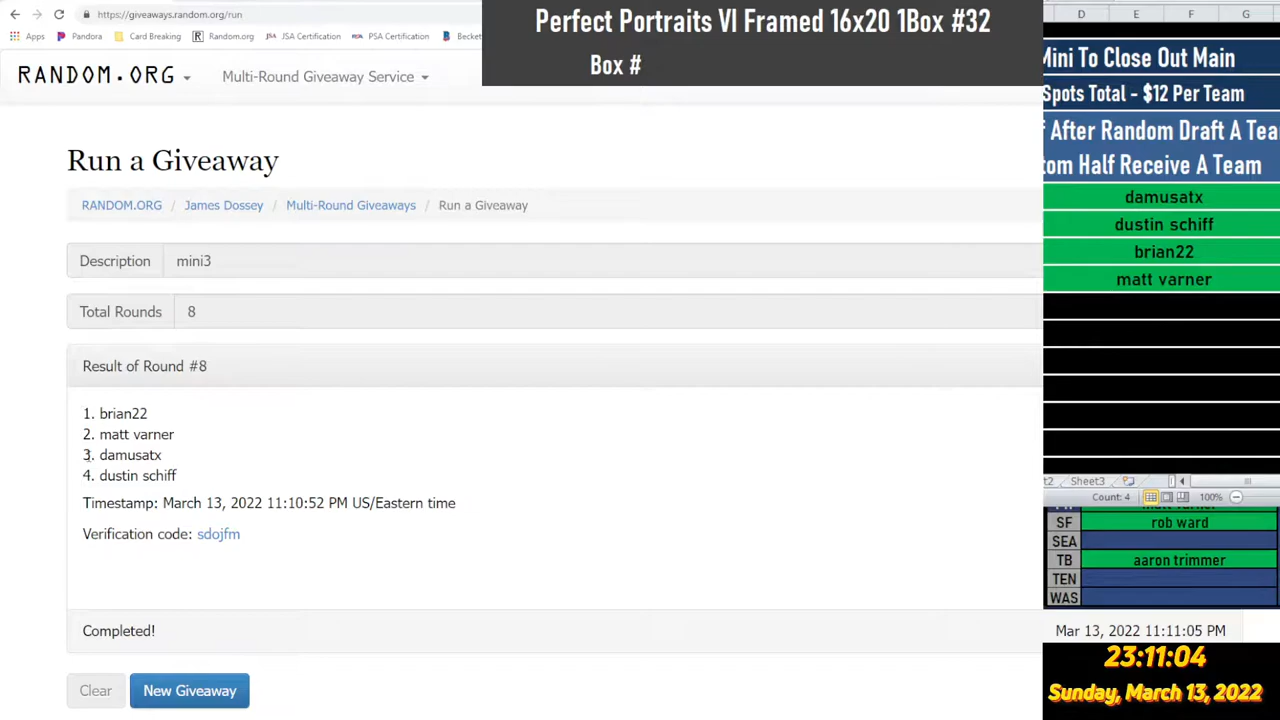 https://giveaways.random.org/run
Apps Pandora Card Breaking Random.org JSA Certification PSA Certification Becket
Perfect Portraits VI Framed 16x20 1Box #32
Box #
RANDOM.ORG Multi-Round Giveaway Service
Run a Giveaway
RANDOM.ORG / James Dossey / Multi-Round Giveaways / Run a Giveaway
Description mini3
Total Rounds 8
Result of Round #8
1. brian22
2. matt varner
3. damusatx
4. dustin schiff
Timestamp: March 13, 2022 11:10:52 PM US/Eastern time
Verification code: sdojfm
Completed!
Clear New Giveaway
D E F G
Mini To Close Out Main
Spots Total - $12 Per Team
f After Random Draft A Tea
tom Half Receive A Team
damusatx
dustin schiff
brian22
matt varner
t2 Sheet3
Count: 4 100%
matt varner
SF rob ward
SEA
TB aaron trimmer
TEN
WAS
Mar 13, 2022 11:11:05 PM
23:11:04
Sunday, March 13, 2022